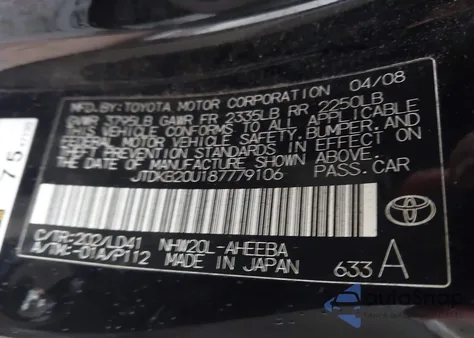 MFD.BY:TOYOTA MOTOR CORPORATION 04/08
GVWR 3795LB GAWR FR 2335LB RR 2250LB
THIS VEHICLE CONFORMS TO ALL APPLICABLE
FEDERAL MOTOR VEHICLE SAFETY, BUMPER, AND
THEFT PREVENTION STANDARDS IN EFFECT ON
THE DATE OF MANUFACTURE SHOWN ABOVE.
JTDKB20U187779106 PASS.CAR
C/TR:202/LD41 NHW20L-AHEEBA
A/TM:-01A/P112 MADE IN JAPAN 633 A
TOYOTA
75